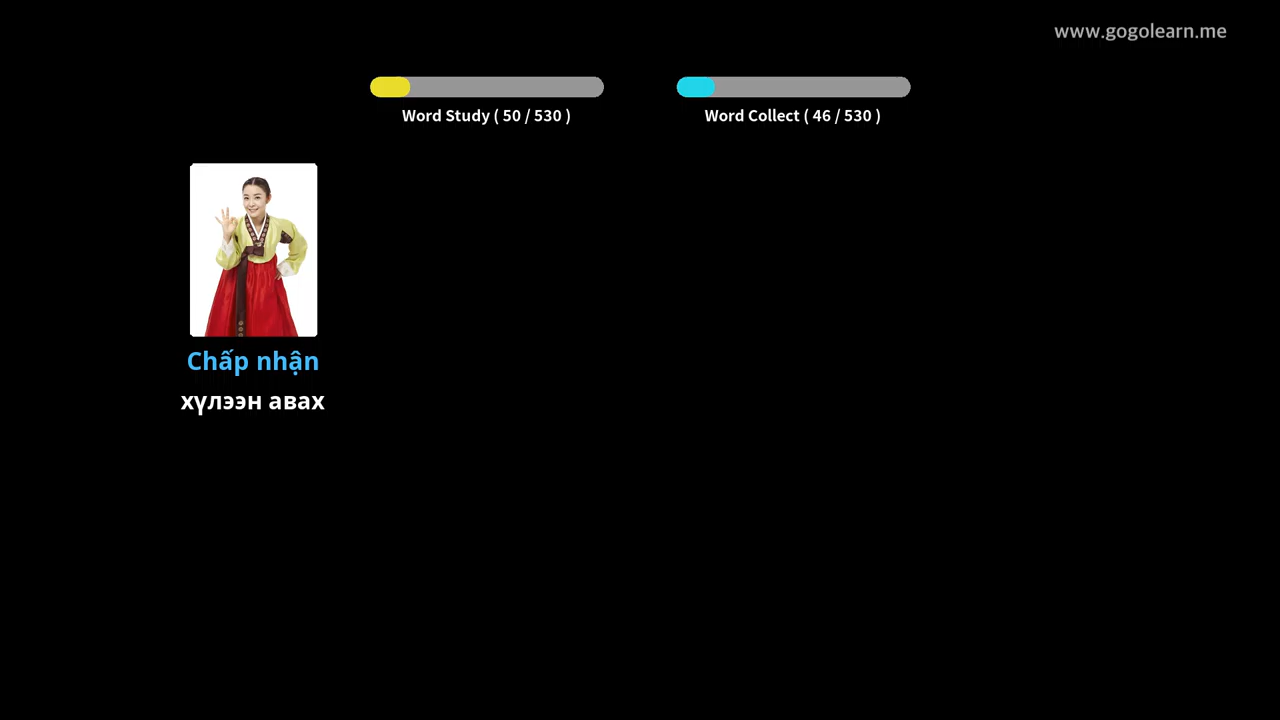 www.gogolearn.me
Word Study ( 50 / 530 )
Word Collect ( 46 / 530 )
Chấp nhận
хүлээн авах